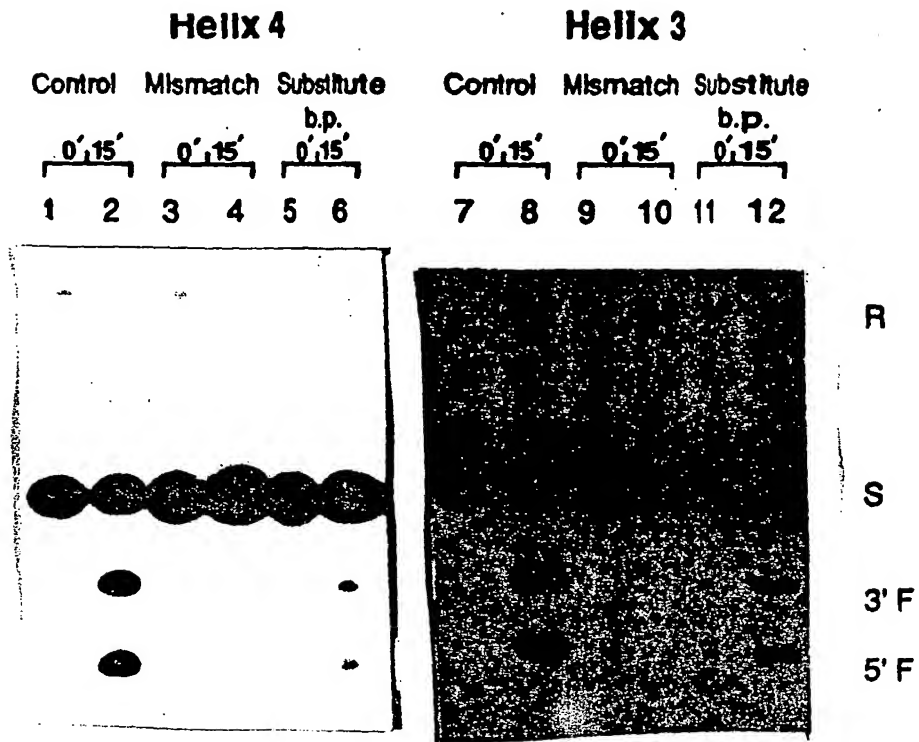 Helix 4 Helix 3
Control Mismatch Substitute b.p. Control Mismatch Substitute b.p.
0' 15' 0' 15' 0' 15' 0' 15' 0' 15' 0' 15'
1 2 3 4 5 6 7 8 9 10 11 12
R
S
3' F
5' F